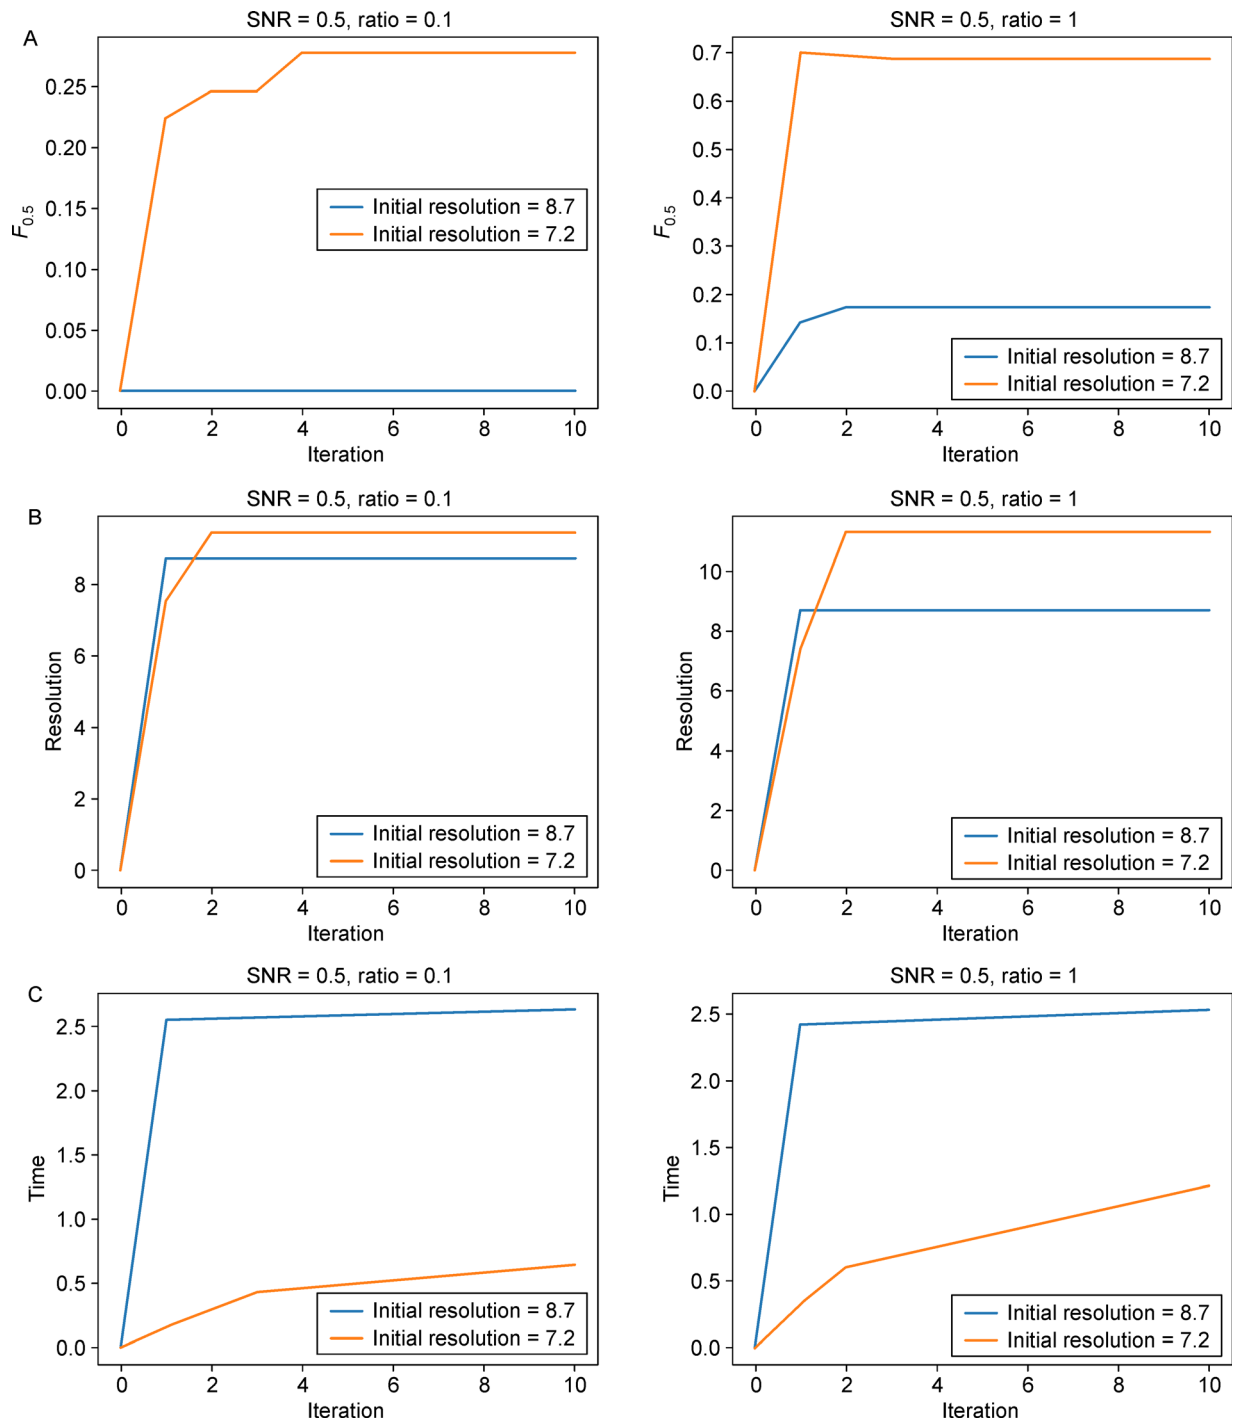 A
SNR = 0.5, ratio = 0.1
F0.5
0.25
0.20
0.15
0.10
0.05
0.00
Initial resolution = 8.7
Initial resolution = 7.2
0 2 4 6 8 10
Iteration
SNR = 0.5, ratio = 1
F0.5
0.7
0.6
0.5
0.4
0.3
0.2
0.1
0.0
Initial resolution = 8.7
Initial resolution = 7.2
0 2 4 6 8 10
Iteration
B
SNR = 0.5, ratio = 0.1
Resolution
8
6
4
2
0
Initial resolution = 8.7
Initial resolution = 7.2
0 2 4 6 8 10
Iteration
SNR = 0.5, ratio = 1
Resolution
10
8
6
4
2
0
Initial resolution = 8.7
Initial resolution = 7.2
0 2 4 6 8 10
Iteration
C
SNR = 0.5, ratio = 0.1
Time
2.5
2.0
1.5
1.0
0.5
0.0
Initial resolution = 8.7
Initial resolution = 7.2
0 2 4 6 8 10
Iteration
SNR = 0.5, ratio = 1
Time
2.5
2.0
1.5
1.0
0.5
0.0
Initial resolution = 8.7
Initial resolution = 7.2
0 2 4 6 8 10
Iteration